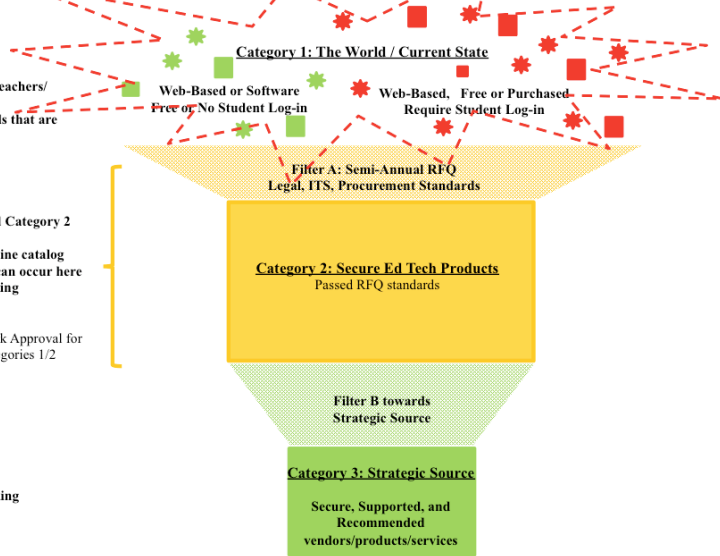 Category 1: The World / Current State
eachers/
Web-Based or Software
Free or No Student Log-in
Web-Based, Free or Purchased
Require Student Log-in
ls that are
Filter A: Semi-Annual RFQ
Legal, ITS, Procurement Standards
Category 2
ine catalog
an occur here
ing
Category 2: Secure Ed Tech Products
Passed RFQ standards
k Approval for
egories 1/2
Filter B towards
Strategic Source
Category 3: Strategic Source
ing
Secure, Supported, and
Recommended
vendors/products/services